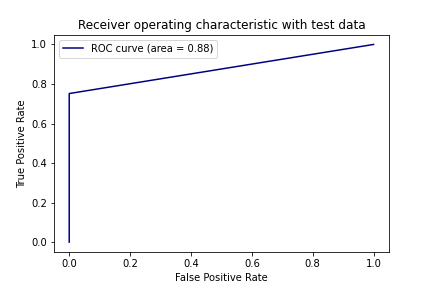 Receiver operating characteristic with test data
ROC curve (area = 0.88)
1.0
0.8
0.6
0.4
0.2
0.0
True Positive Rate
0.0 0.2 0.4 0.6 0.8 1.0
False Positive Rate